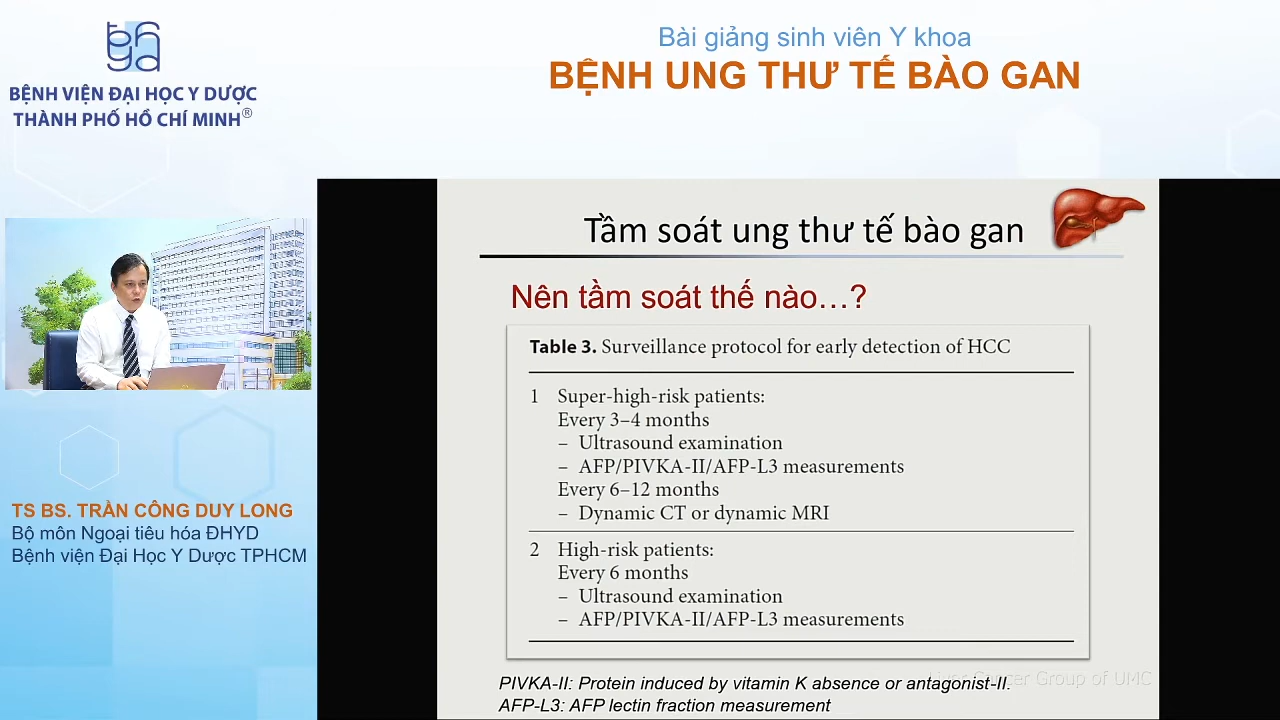 BỆNH VIỆN ĐẠI HỌC Y DƯỢC
THÀNH PHỐ HỒ CHÍ MINH®
Bài giảng sinh viên Y khoa
BỆNH UNG THƯ TẾ BÀO GAN
TS BS. TRẦN CÔNG DUY LONG
Bộ môn Ngoại tiêu hóa ĐHYD
Bệnh viện Đại Học Y Dược TPHCM
Tầm soát ung thư tế bào gan
Nên tầm soát thế nào…?
Table 3. Surveillance protocol for early detection of HCC
1 Super-high-risk patients:
Every 3–4 months
– Ultrasound examination
– AFP/PIVKA-II/AFP-L3 measurements
Every 6–12 months
– Dynamic CT or dynamic MRI
2 High-risk patients:
Every 6 months
– Ultrasound examination
– AFP/PIVKA-II/AFP-L3 measurements
PIVKA-II: Protein induced by vitamin K absence or antagonist-II.
AFP-L3: AFP lectin fraction measurement
Group of UMC